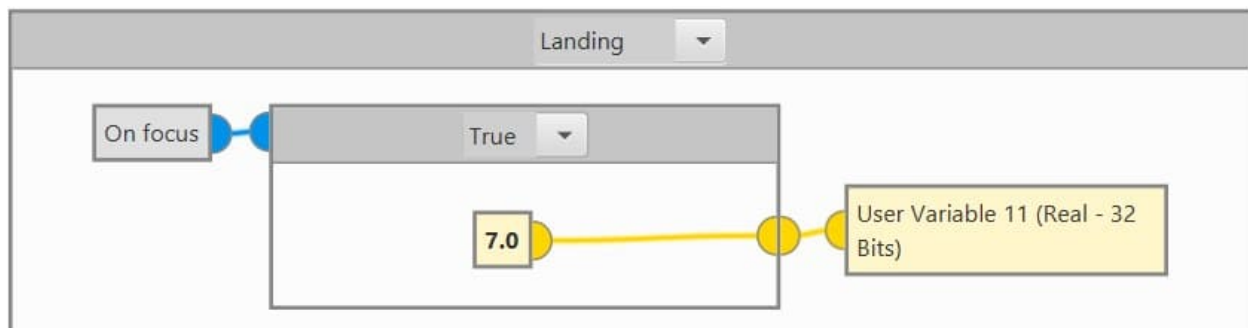 Landing
On focus
True
7.0
User Variable 11 (Real - 32
Bits)